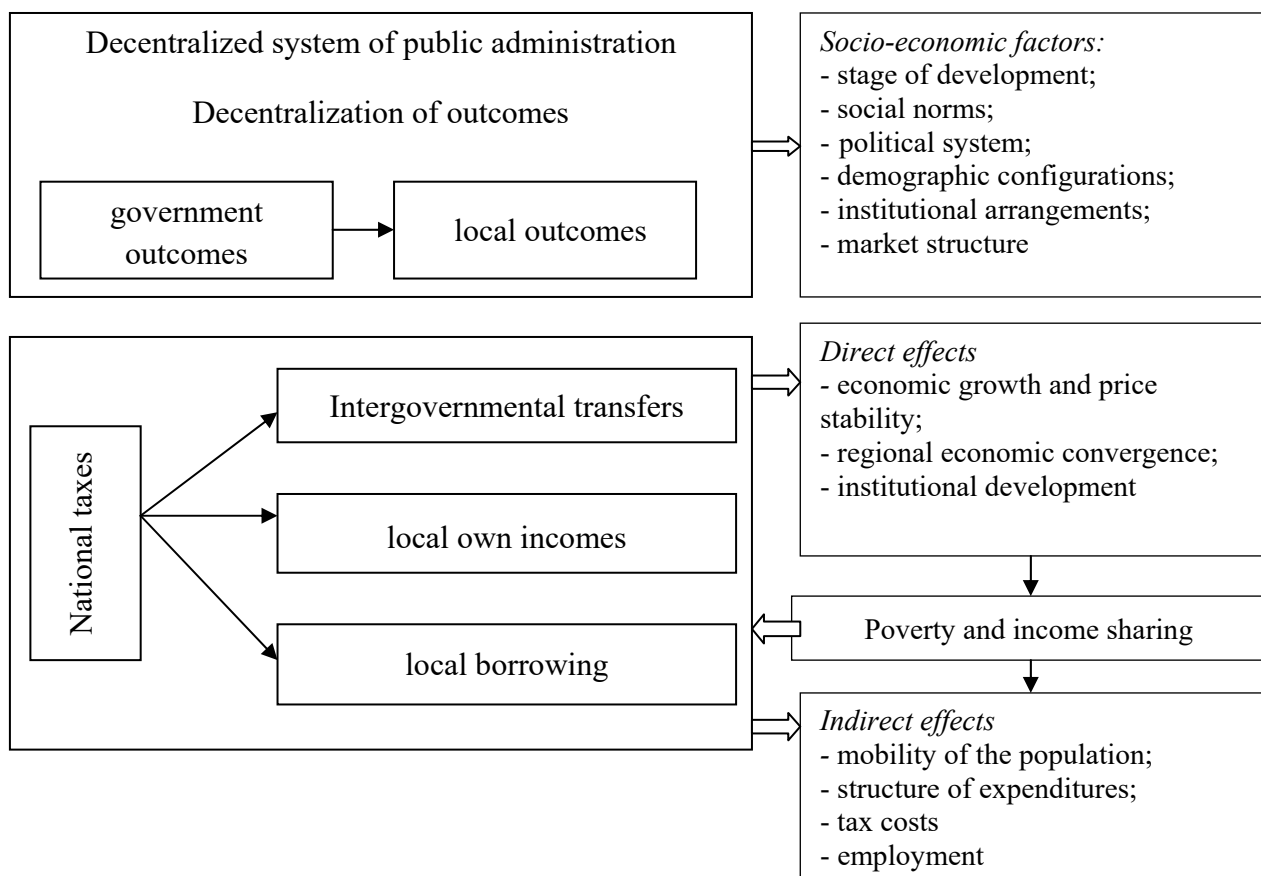 Decentralized system of public administration
Decentralization of outcomes
government
outcomes
local outcomes
Socio-economic factors:
- stage of development;
- social norms;
- political system;
- demographic configurations;
- institutional arrangements;
- market structure
National taxes
Intergovernmental transfers
local own incomes
local borrowing
Direct effects
- economic growth and price
stability;
- regional economic convergence;
- institutional development
Poverty and income sharing
Indirect effects
- mobility of the population;
- structure of expenditures;
- tax costs
- employment